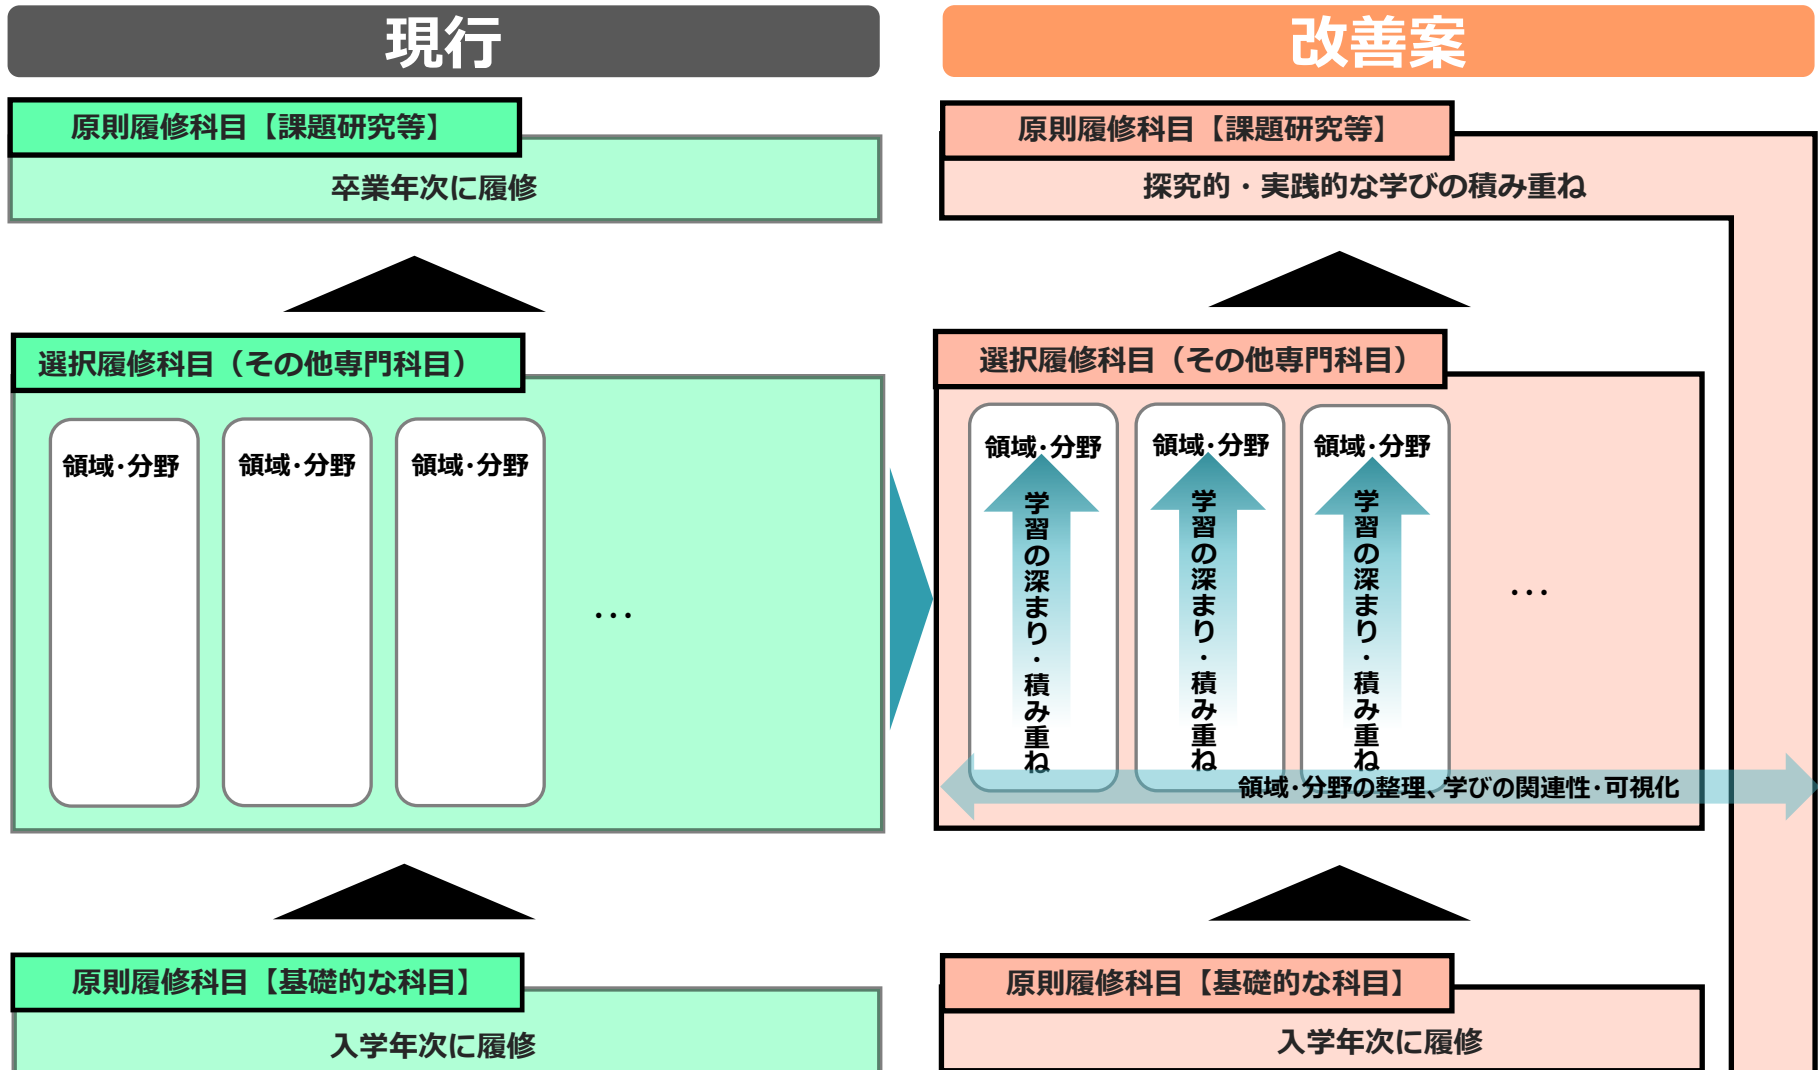 現行
原則履修科目【課題研究等】
卒業年次に履修
選択履修科目（その他専門科目）
領域･分野
領域･分野
領域･分野
…
原則履修科目【基礎的な科目】
入学年次に履修
改善案
原則履修科目【課題研究等】
探究的・実践的な学びの積み重ね
選択履修科目（その他専門科目）
領域･分野
学習の深まり・積み重ね
領域･分野
学習の深まり・積み重ね
領域･分野
学習の深まり・積み重ね
…
領域･分野の整理､学びの関連性･可視化
原則履修科目【基礎的な科目】
入学年次に履修